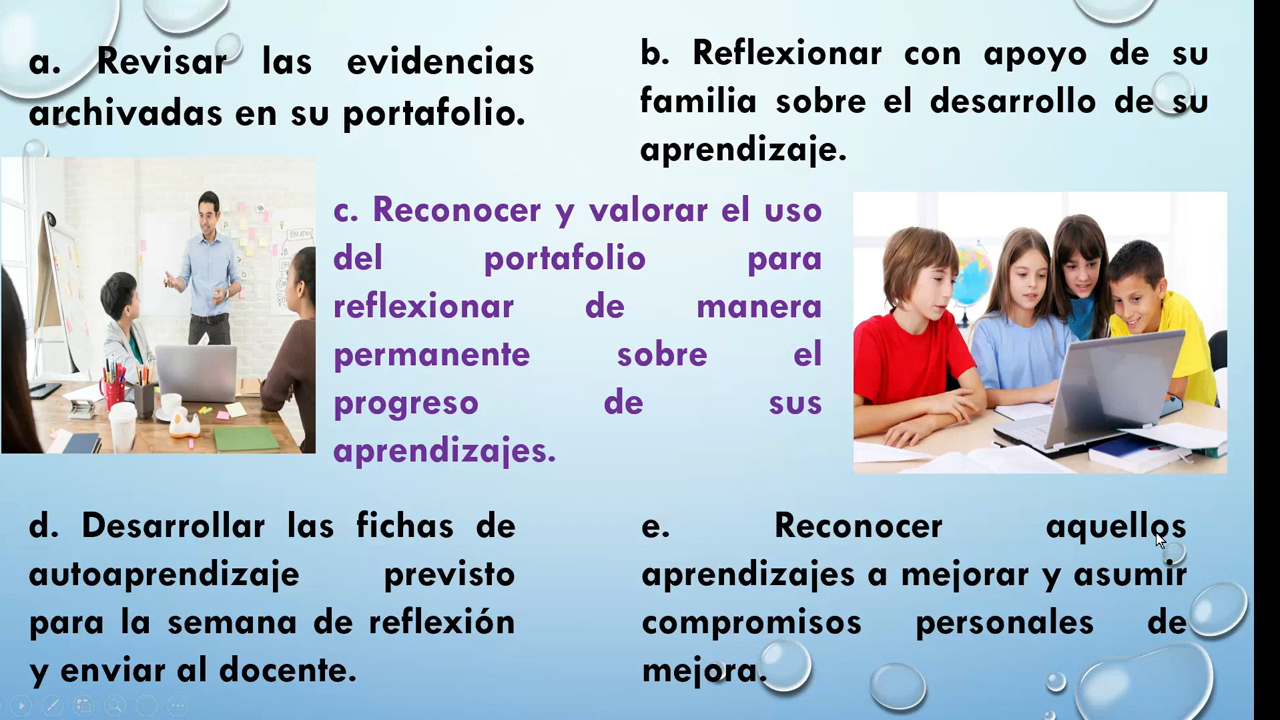 a. Revisar las evidencias
archivadas en su portafolio.
b. Reflexionar con apoyo de su
familia sobre el desarrollo de su
aprendizaje.
c. Reconocer y valorar el uso
del portafolio para
reflexionar de manera
permanente sobre el
progreso de sus
aprendizajes.
d. Desarrollar las fichas de
autoaprendizaje previsto
para la semana de reflexión
y enviar al docente.
e. Reconocer aquellos
aprendizajes a mejorar y asumir
compromisos personales de
mejora.